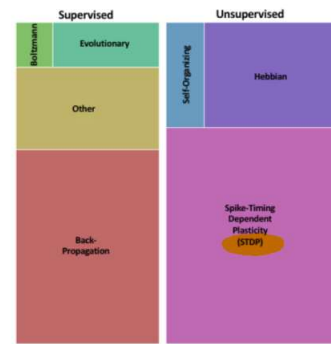 Supervised
Unsupervised
Boltzmann
Evolutionary
Other
Back-
Propagation
Self-Organizing
Hebbian
Spike-Timing
Dependent
Plasticity
(STDP)